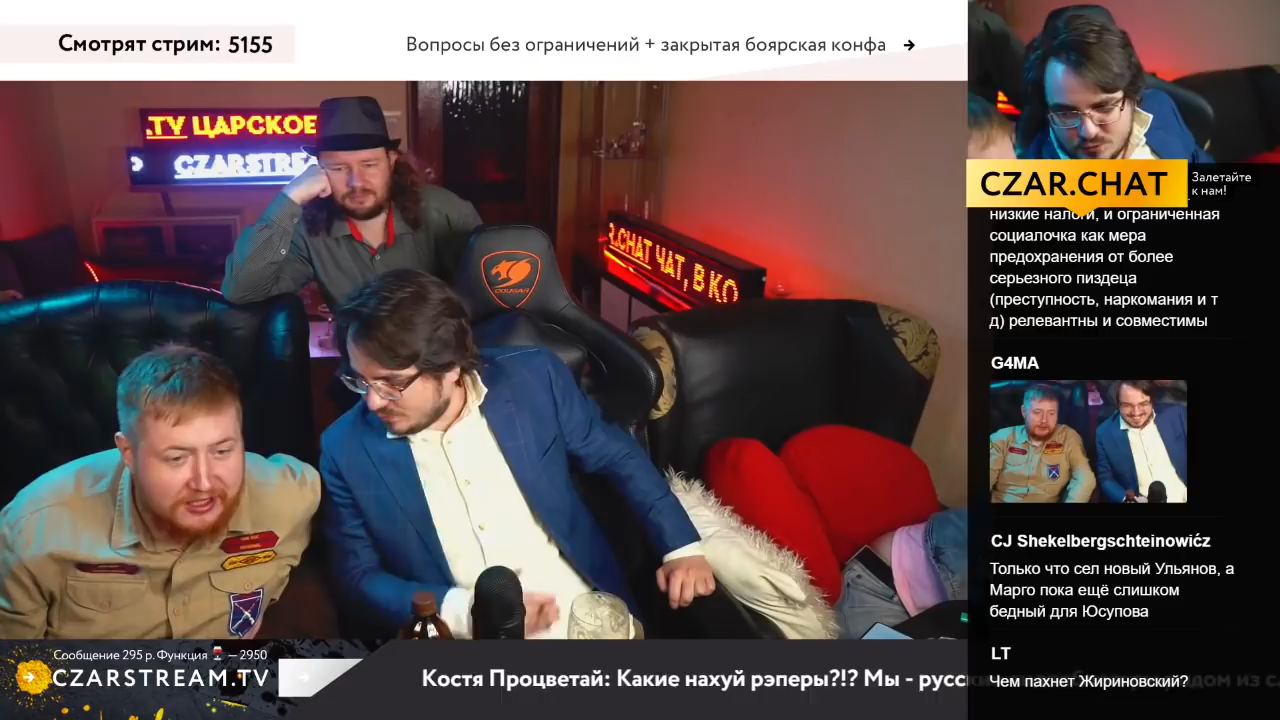 Смотрят стрим: 5155
Вопросы без ограничений + закрытая боярская конфа →
.TV ЦАРСКОЕ
CZARSTREA
R.CHAT ЧАТ, В КО
COUGAR
CZAR.CHAT
Залетайте
к нам!
низкие налоги, и ограниченная
социалочка как мера
предохранения от более
серьезного пиздеца
(преступность, наркомания и т
д) релевантны и совместимы
G4MA
CJ Shekelbergschteinowićz
Только что сел новый Ульянов, а
Марго пока ещё слишком
бедный для Юсупова
LT
Чем пахнет Жириновский?
Сообщение 295 р. Функция 🍷 — 2950
CZARSTREAM.TV
Костя Процветай: Какие нахуй рэперы?!? Мы - русс